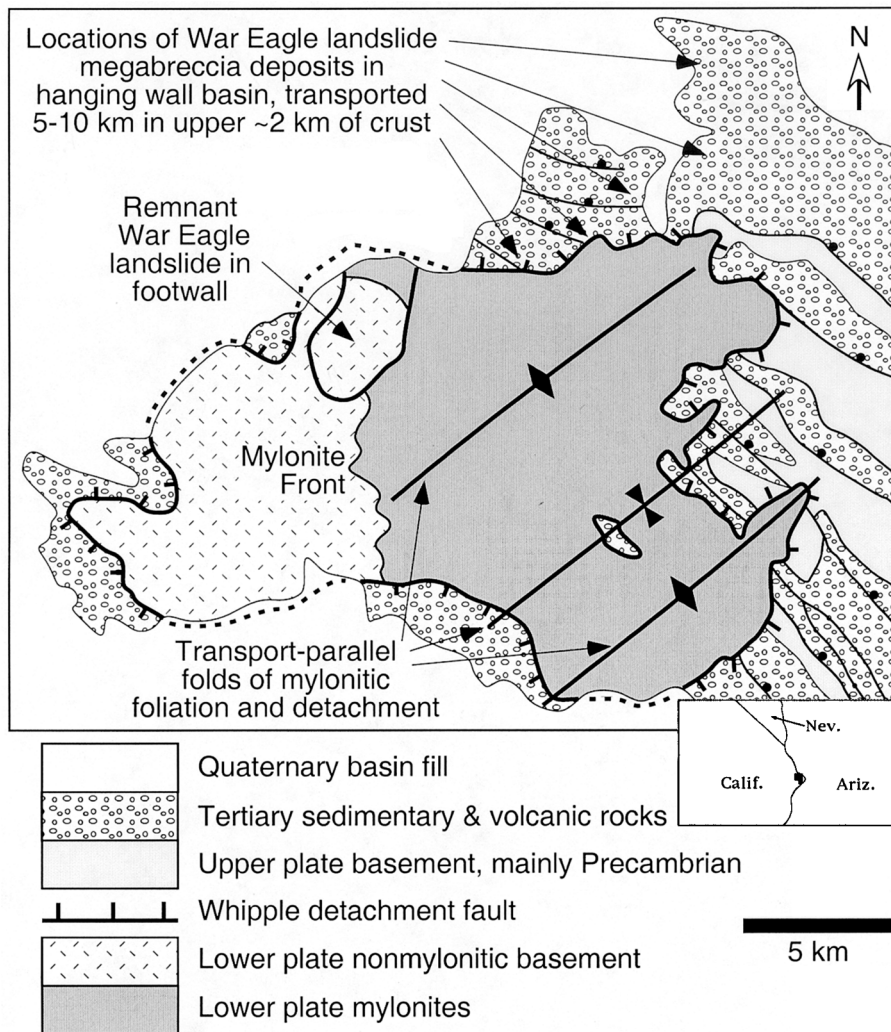 Locations of War Eagle landslide
megabreccia deposits in
hanging wall basin, transported
5-10 km in upper ~2 km of crust
N
Remnant
War Eagle
landslide in
footwall
Mylonite
Front
Transport-parallel
folds of mylonitic
foliation and detachment
Nev.
Calif.
Ariz.
Quaternary basin fill
Tertiary sedimentary & volcanic rocks
Upper plate basement, mainly Precambrian
Whipple detachment fault
Lower plate nonmylonitic basement
Lower plate mylonites
5 km